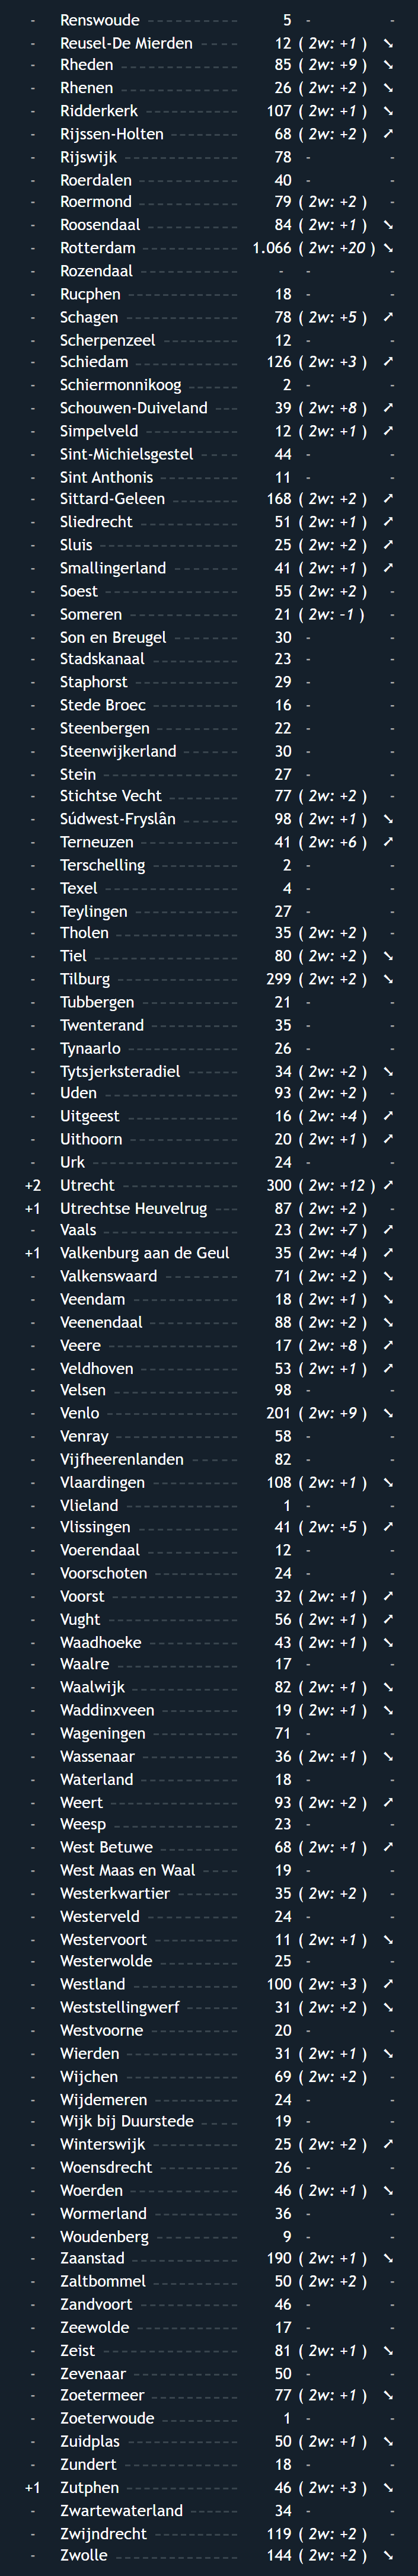 - Renswoude 5 - -
- Reusel-De Mierden 12 ( 2w: +1 ) ➘
- Rheden 85 ( 2w: +9 ) ➘
- Rhenen 26 ( 2w: +2 ) ➘
- Ridderkerk 107 ( 2w: +1 ) ➘
- Rijssen-Holten 68 ( 2w: +2 ) ➚
- Rijswijk 78 - -
- Roerdalen 40 - -
- Roermond 79 ( 2w: +2 ) -
- Roosendaal 84 ( 2w: +1 ) ➘
- Rotterdam 1.066 ( 2w: +20 ) ➘
- Rozendaal - - -
- Rucphen 18 - -
- Schagen 78 ( 2w: +5 ) ➚
- Scherpenzeel 12 - -
- Schiedam 126 ( 2w: +3 ) ➚
- Schiermonnikoog 2 - -
- Schouwen-Duiveland 39 ( 2w: +8 ) ➚
- Simpelveld 12 ( 2w: +1 ) ➚
- Sint-Michielsgestel 44 - -
- Sint Anthonis 11 - -
- Sittard-Geleen 168 ( 2w: +2 ) ➚
- Sliedrecht 51 ( 2w: +1 ) ➚
- Sluis 25 ( 2w: +2 ) ➚
- Smallingerland 41 ( 2w: +1 ) ➚
- Soest 55 ( 2w: +2 ) -
- Someren 21 ( 2w: -1 ) -
- Son en Breugel 30 - -
- Stadskanaal 23 - -
- Staphorst 29 - -
- Stede Broec 16 - -
- Steenbergen 22 - -
- Steenwijkerland 30 - -
- Stein 27 - -
- Stichtse Vecht 77 ( 2w: +2 ) -
- Súdwest-Fryslân 98 ( 2w: +1 ) ➘
- Terneuzen 41 ( 2w: +6 ) ➚
- Terschelling 2 - -
- Texel 4 - -
- Teylingen 27 - -
- Tholen 35 ( 2w: +2 ) -
- Tiel 80 ( 2w: +2 ) ➘
- Tilburg 299 ( 2w: +2 ) ➘
- Tubbergen 21 - -
- Twenterand 35 - -
- Tynaarlo 26 - -
- Tytsjerksteradiel 34 ( 2w: +2 ) ➘
- Uden 93 ( 2w: +2 ) -
- Uitgeest 16 ( 2w: +4 ) ➚
- Uithoorn 20 ( 2w: +1 ) ➚
- Urk 24 - -
+2 Utrecht 300 ( 2w: +12 ) ➚
+1 Utrechtse Heuvelrug 87 ( 2w: +2 ) -
- Vaals 23 ( 2w: +7 ) ➚
+1 Valkenburg aan de Geul 35 ( 2w: +4 ) ➚
- Valkenswaard 71 ( 2w: +2 ) ➘
- Veendam 18 ( 2w: +1 ) ➘
- Veenendaal 88 ( 2w: +2 ) ➘
- Veere 17 ( 2w: +8 ) ➚
- Veldhoven 53 ( 2w: +1 ) ➚
- Velsen 98 - -
- Venlo 201 ( 2w: +9 ) ➘
- Venray 58 - -
- Vijfheerenlanden 82 - -
- Vlaardingen 108 ( 2w: +1 ) ➘
- Vlieland 1 - -
- Vlissingen 41 ( 2w: +5 ) ➚
- Voerendaal 12 - -
- Voorschoten 24 - -
- Voorst 32 ( 2w: +1 ) ➚
- Vught 56 ( 2w: +1 ) ➚
- Waadhoeke 43 ( 2w: +1 ) ➘
- Waalre 17 - -
- Waalwijk 82 ( 2w: +1 ) ➘
- Waddinxveen 19 ( 2w: +1 ) ➘
- Wageningen 71 - -
- Wassenaar 36 ( 2w: +1 ) ➘
- Waterland 18 - -
- Weert 93 ( 2w: +2 ) ➚
- Weesp 23 - -
- West Betuwe 68 ( 2w: +1 ) ➚
- West Maas en Waal 19 - -
- Westerkwartier 35 ( 2w: +2 ) -
- Westerveld 24 - -
- Westervoort 11 ( 2w: +1 ) ➘
- Westerwolde 25 - -
- Westland 100 ( 2w: +3 ) ➚
- Weststellingwerf 31 ( 2w: +2 ) ➘
- Westvoorne 20 - -
- Wierden 31 ( 2w: +1 ) ➘
- Wijchen 69 ( 2w: +2 ) -
- Wijdemeren 24 - -
- Wijk bij Duurstede 19 - -
- Winterswijk 25 ( 2w: +2 ) ➚
- Woensdrecht 26 - -
- Woerden 46 ( 2w: +1 ) ➘
- Wormerland 36 - -
- Woudenberg 9 - -
- Zaanstad 190 ( 2w: +1 ) ➘
- Zaltbommel 50 ( 2w: +2 ) -
- Zandvoort 46 - -
- Zeewolde 17 - -
- Zeist 81 ( 2w: +1 ) ➘
- Zevenaar 50 - -
- Zoetermeer 77 ( 2w: +1 ) ➘
- Zoeterwoude 1 - -
- Zuidplas 50 ( 2w: +1 ) ➘
- Zundert 18 - -
+1 Zutphen 46 ( 2w: +3 ) ➘
- Zwartewaterland 34 - -
- Zwijndrecht 119 ( 2w: +2 ) -
- Zwolle 144 ( 2w: +2 ) ➘